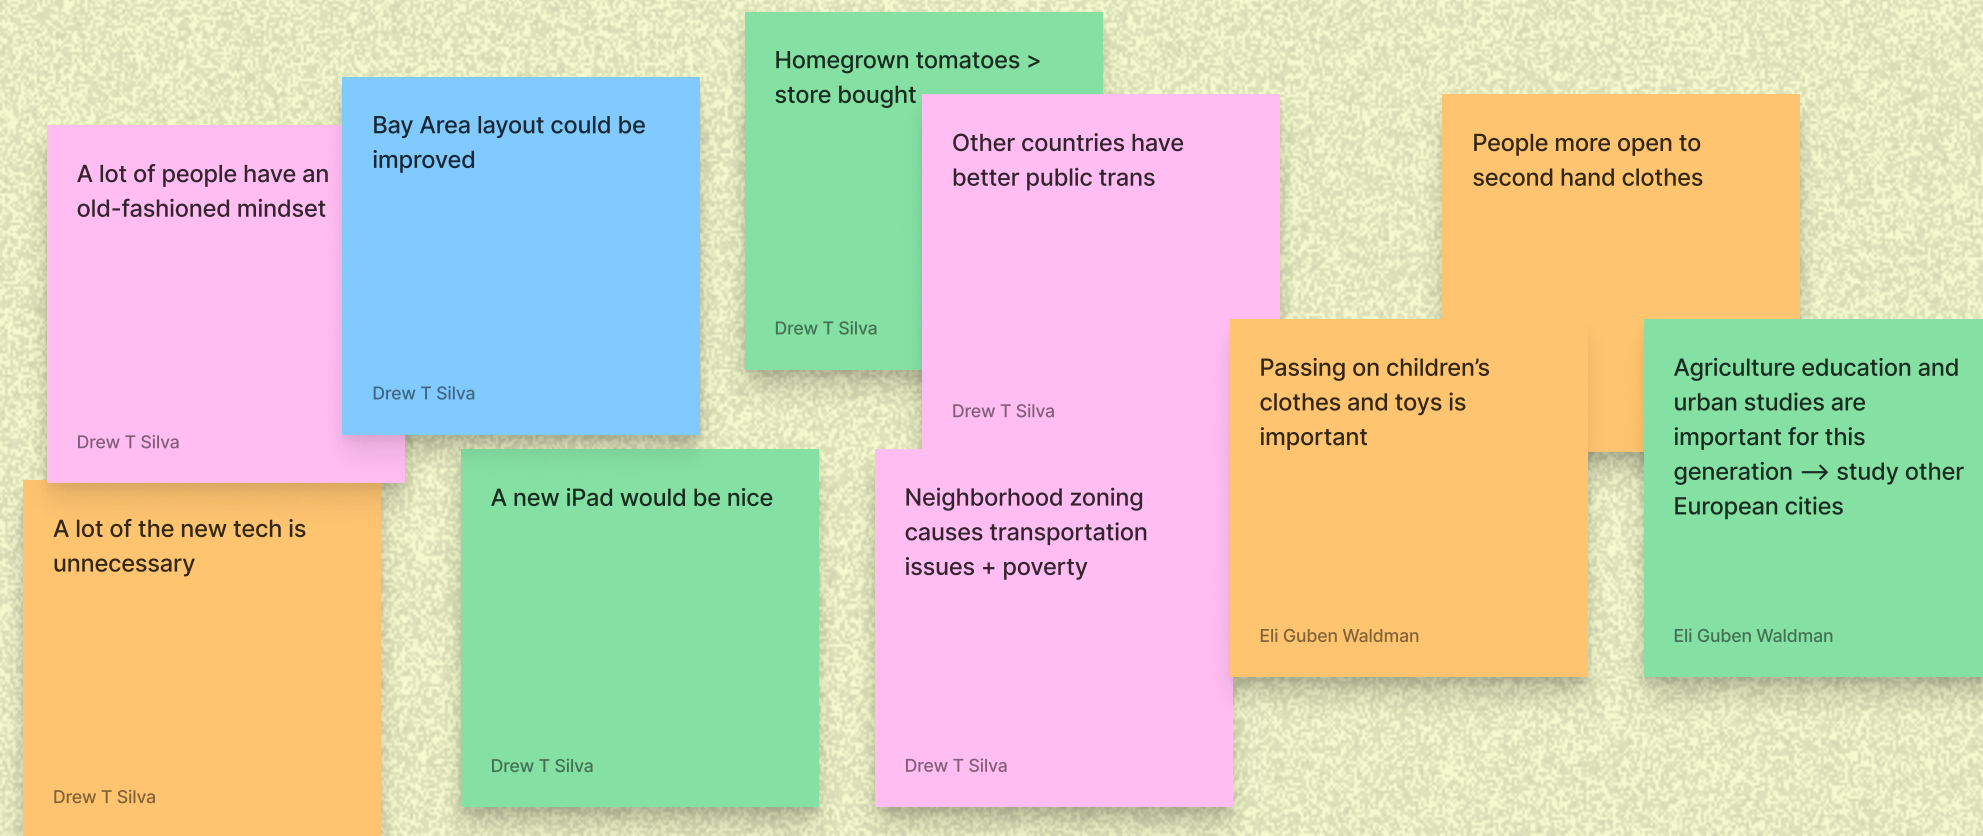 A lot of people have an
old-fashioned mindset
Drew T Silva
Bay Area layout could be
improved
Drew T Silva
Homegrown tomatoes >
store bought
Drew T Silva
Other countries have
better public trans
Drew T Silva
People more open to
second hand clothes
A lot of the new tech is
unnecessary
Drew T Silva
A new iPad would be nice
Drew T Silva
Neighborhood zoning
causes transportation
issues + poverty
Drew T Silva
Passing on children’s
clothes and toys is
important
Eli Guben Waldman
Agriculture education and
urban studies are
important for this
generation —> study other
European cities
Eli Guben Waldman